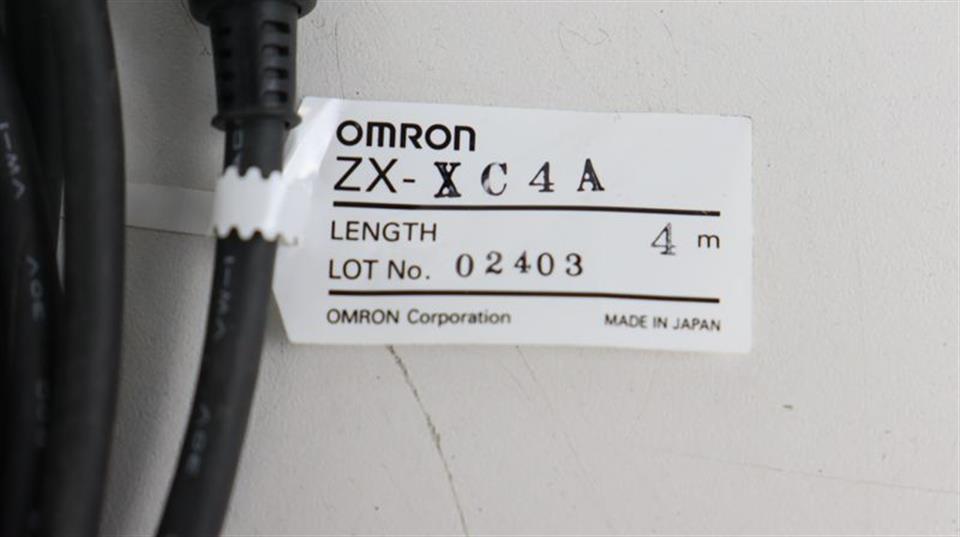 OMRON
ZX-XC4A
LENGTH 4 m
LOT No. 02403
OMRON Corporation MADE IN JAPAN